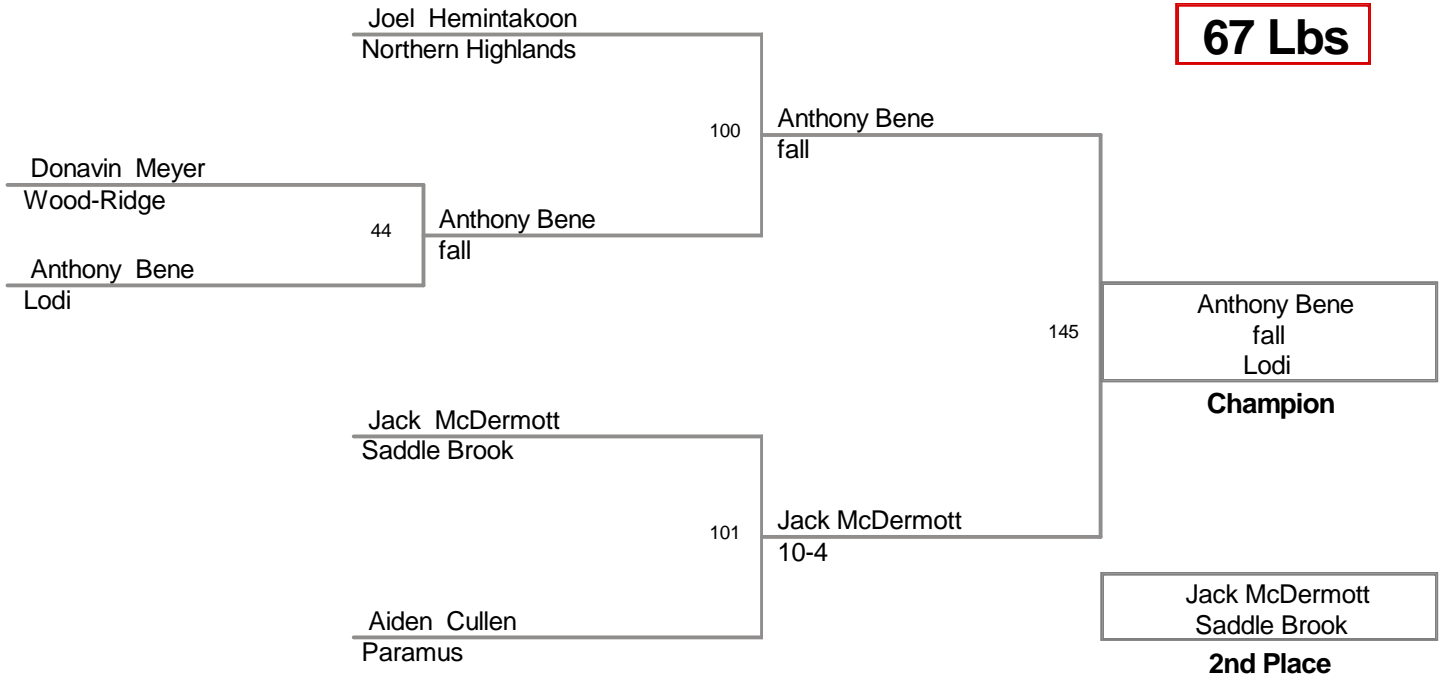 Joel Hemintakoon
Northern Highlands
67 Lbs
100
Anthony Bene
fall
Donavin Meyer
Wood-Ridge
44
Anthony Bene
fall
Anthony Bene
Lodi
145
Anthony Bene
fall
Lodi
Champion
Jack McDermott
Saddle Brook
101
Jack McDermott
10-4
Aiden Cullen
Paramus
Jack McDermott
Saddle Brook
2nd Place